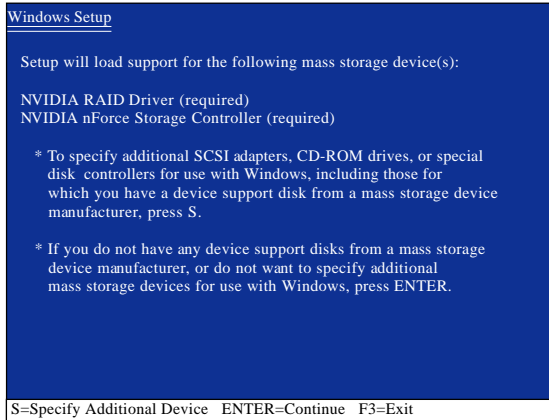 Windows Setup
Setup will load support for the following mass storage device(s):
NVIDIA RAID Driver (required)
NVIDIA nForce Storage Controller (required)
* To specify additional SCSI adapters, CD-ROM drives, or special
disk controllers for use with Windows, including those for
which you have a device support disk from a mass storage device
manufacturer, press S.
* If you do not have any device support disks from a mass storage
device manufacturer, or do not want to specify additional
mass storage devices for use with Windows, press ENTER.
S=Specify Additional Device ENTER=Continue F3=Exit